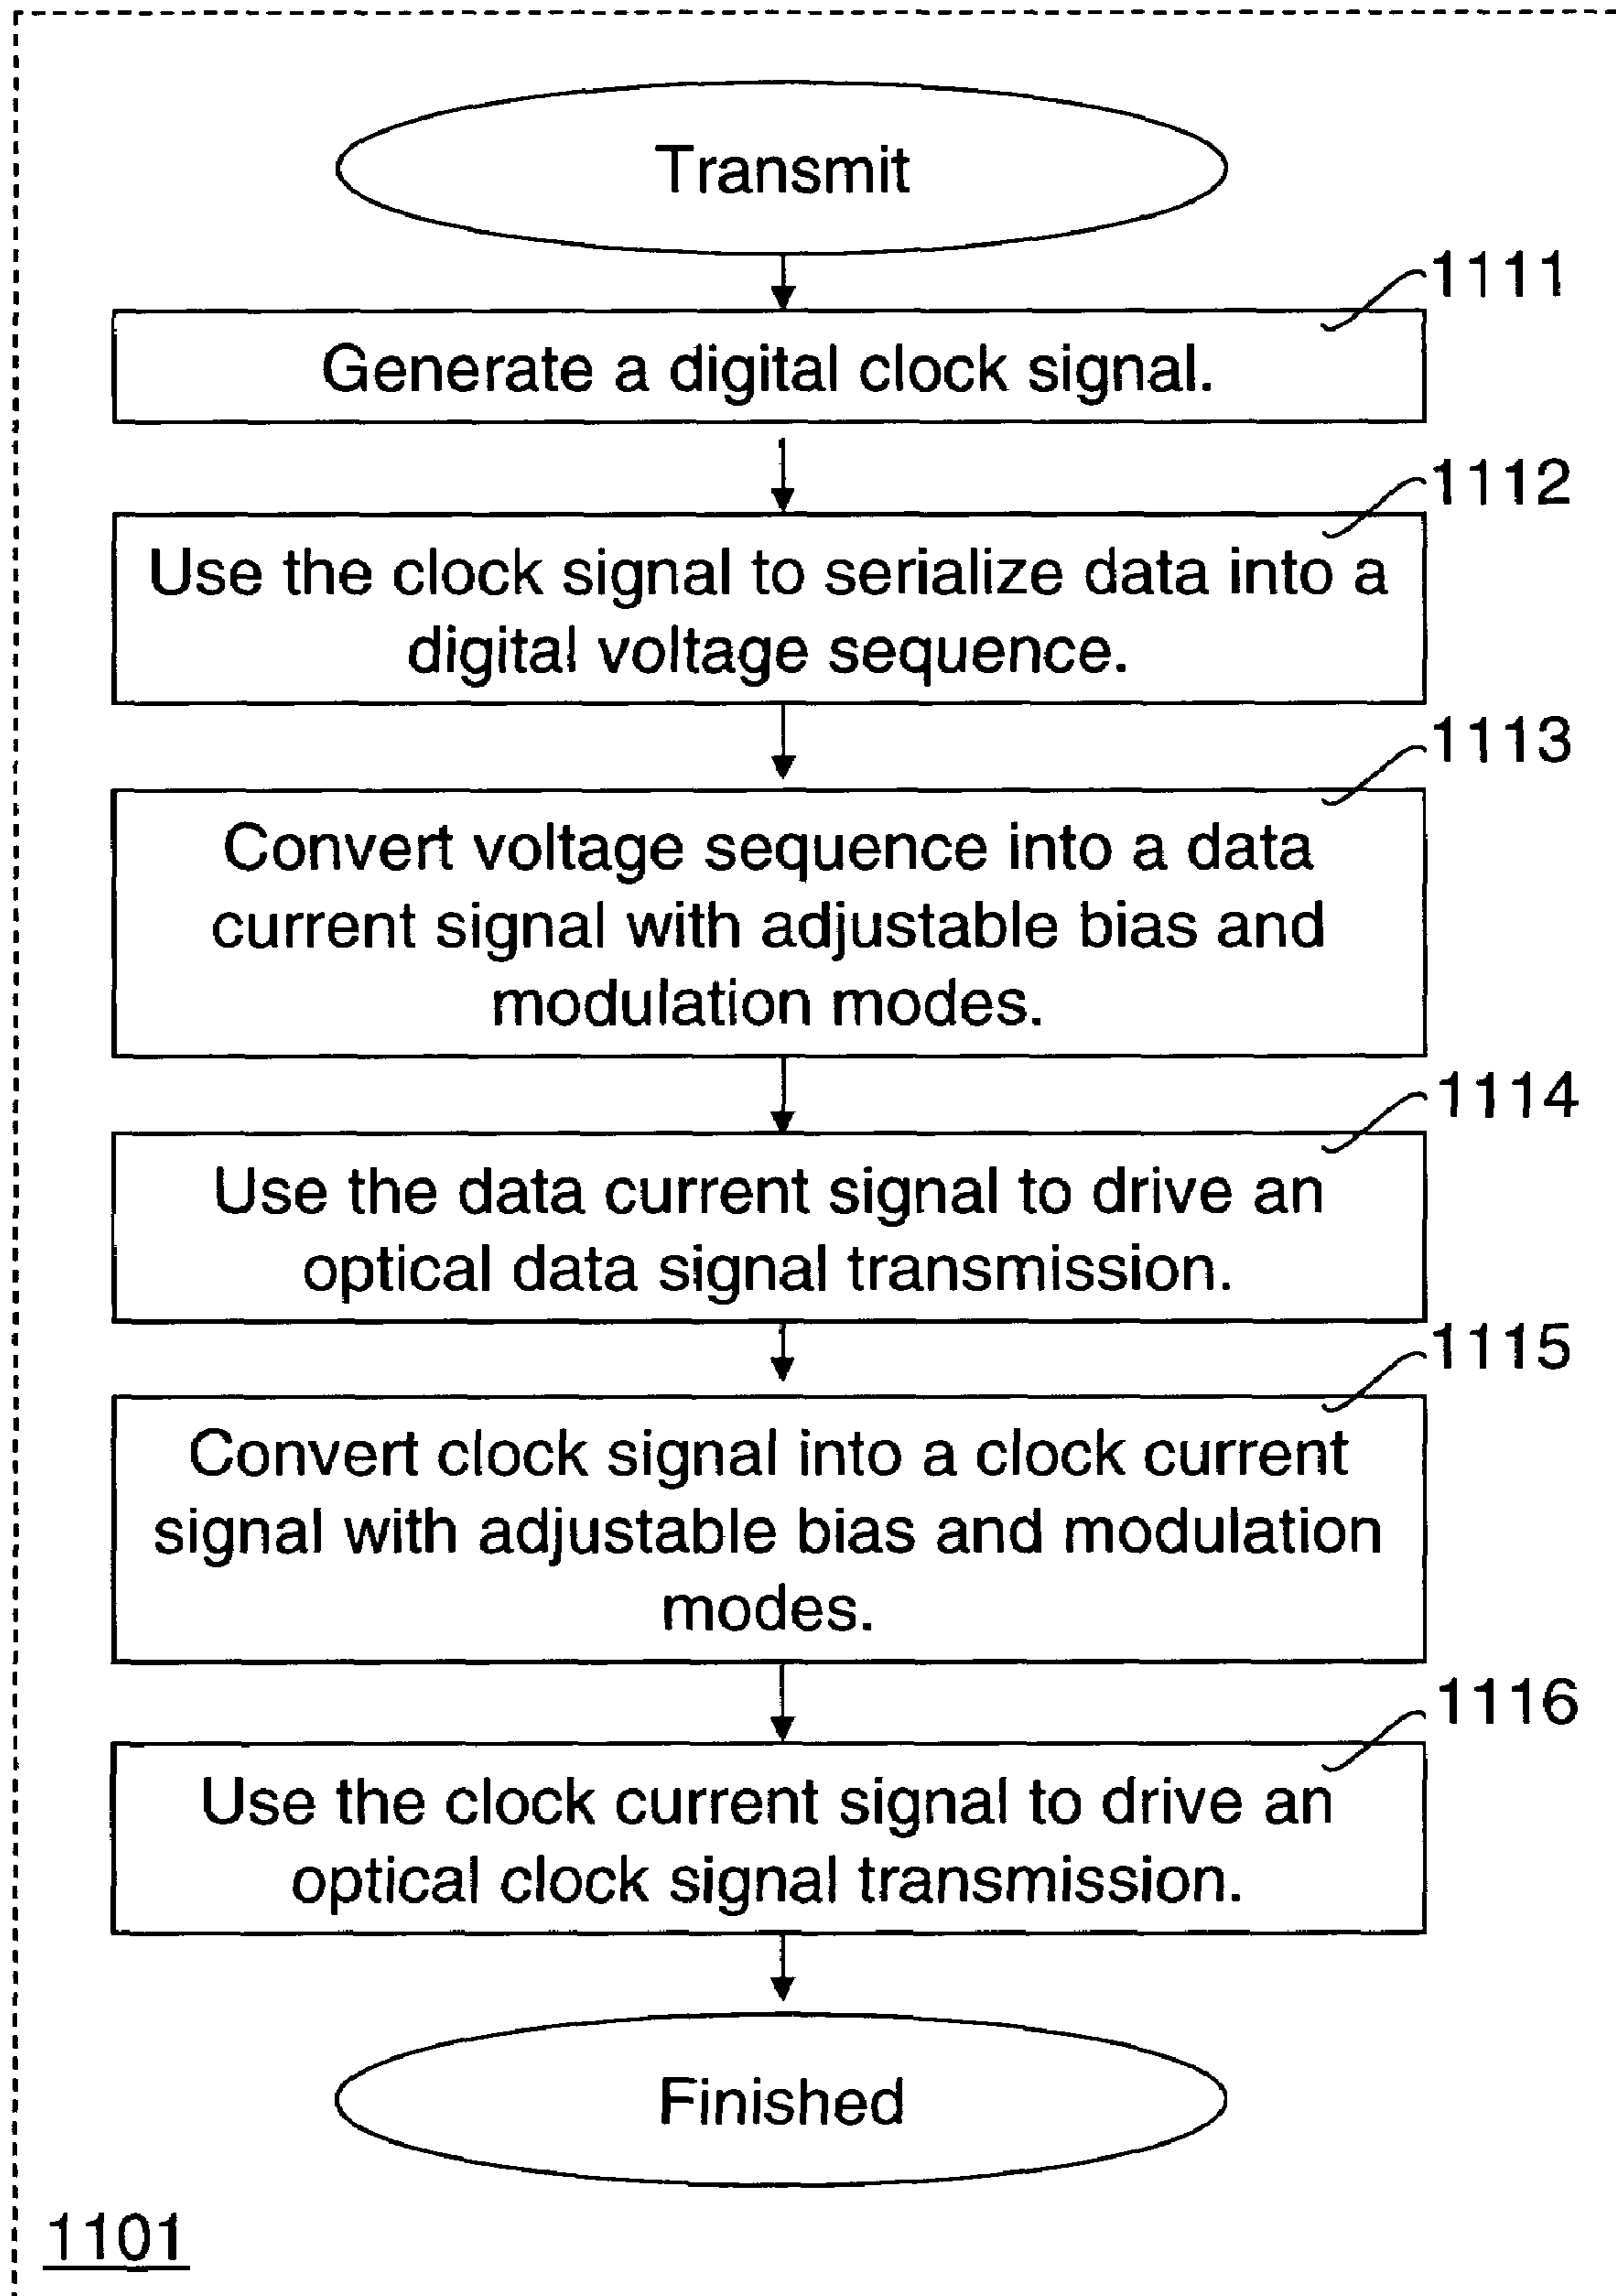 Transmit
1111
Generate a digital clock signal.
1112
Use the clock signal to serialize data into a
digital voltage sequence.
1113
Convert voltage sequence into a data
current signal with adjustable bias and
modulation modes.
1114
Use the data current signal to drive an
optical data signal transmission.
1115
Convert clock signal into a clock current
signal with adjustable bias and modulation
modes.
1116
Use the clock current signal to drive an
optical clock signal transmission.
Finished
1101